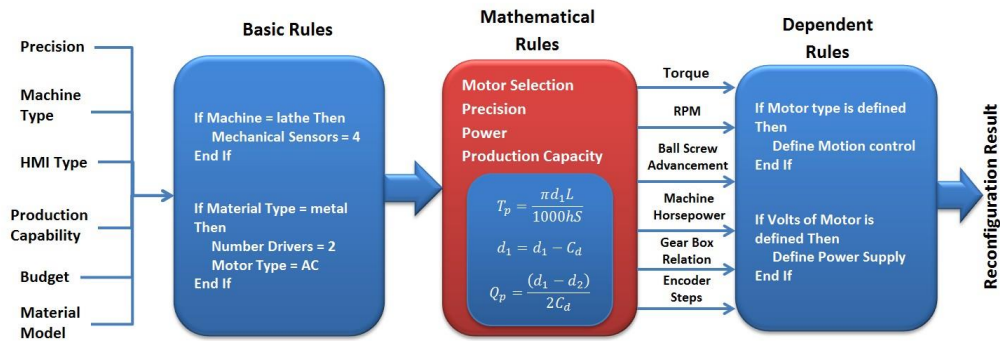 Precision
Machine
Type
HMI Type
Production
Capability
Budget
Material
Model
Basic Rules
If Machine = lathe Then
Mechanical Sensors = 4
End If
If Material Type = metal
Then
Number Drivers = 2
Motor Type = AC
End If
Mathematical
Rules
Motor Selection
Precision
Power
Production Capacity
T_p = πd_1L / 1000hS
d_1 = d_1 − C_d
Q_p = (d_1 − d_2) / 2C_d
Torque
RPM
Ball Screw
Advancement
Machine
Horsepower
Gear Box
Relation
Encoder
Steps
Dependent
Rules
If Motor type is defined
Then
Define Motion control
End If
If Volts of Motor is
defined Then
Define Power Supply
End If
Reconfiguration Result